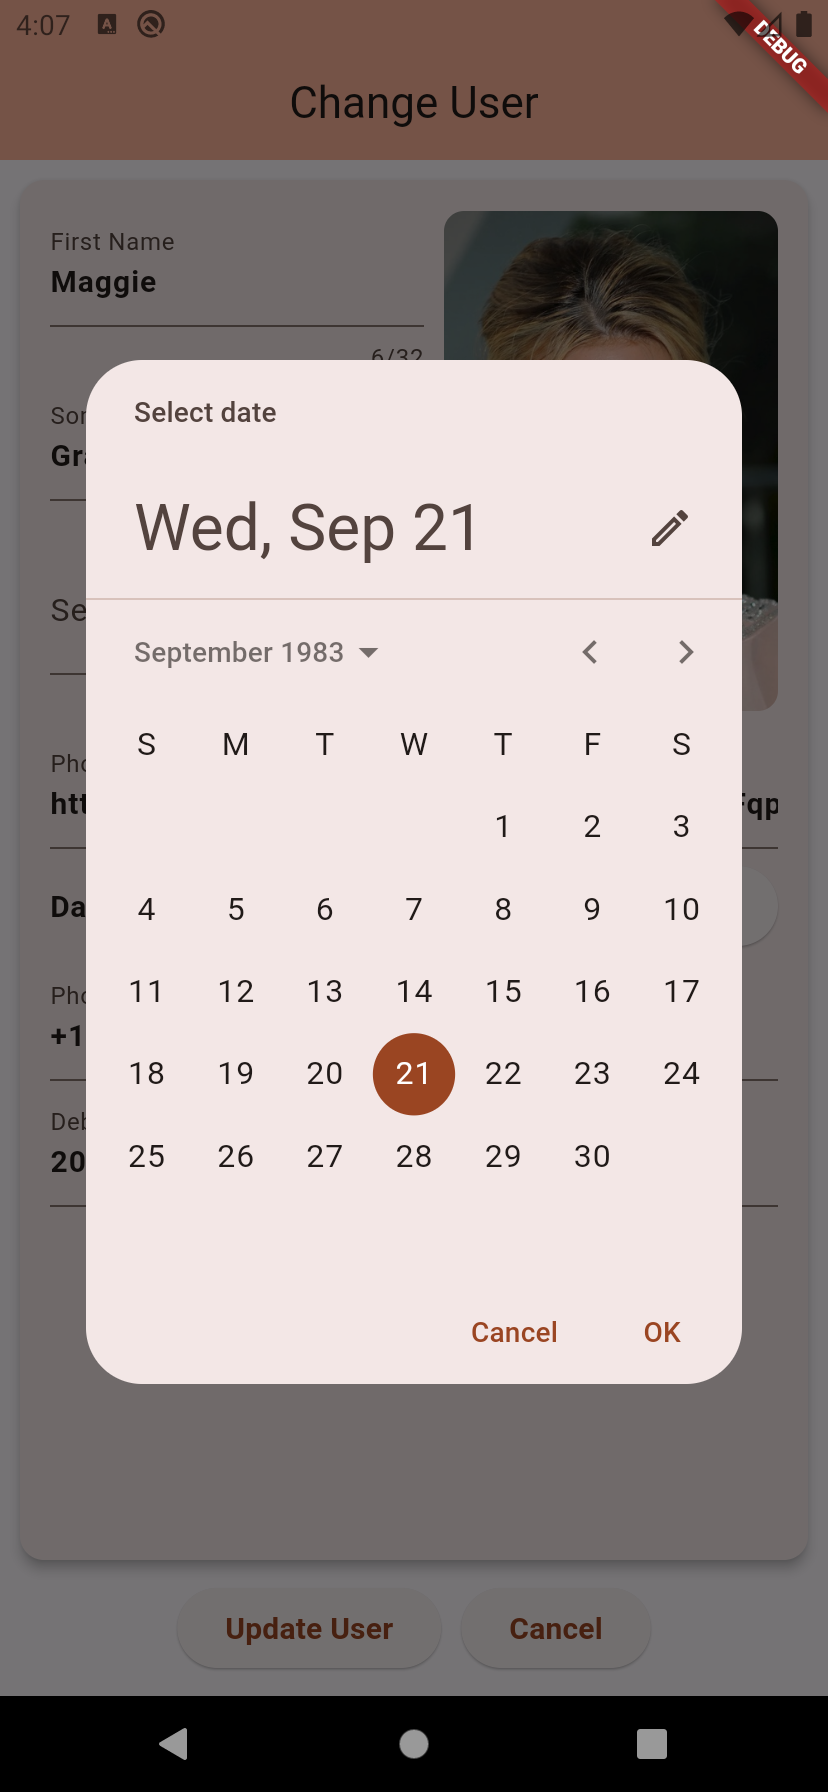 4:07
DEBUG
Change User
First Name
Maggie
6/32
Select date
Wed, Sep 21
September 1983
S M T W T F S
1 2 3
4 5 6 7 8 9 10
11 12 13 14 15 16 17
18 19 20 21 22 23 24
25 26 27 28 29 30
Cancel OK
Update User Cancel